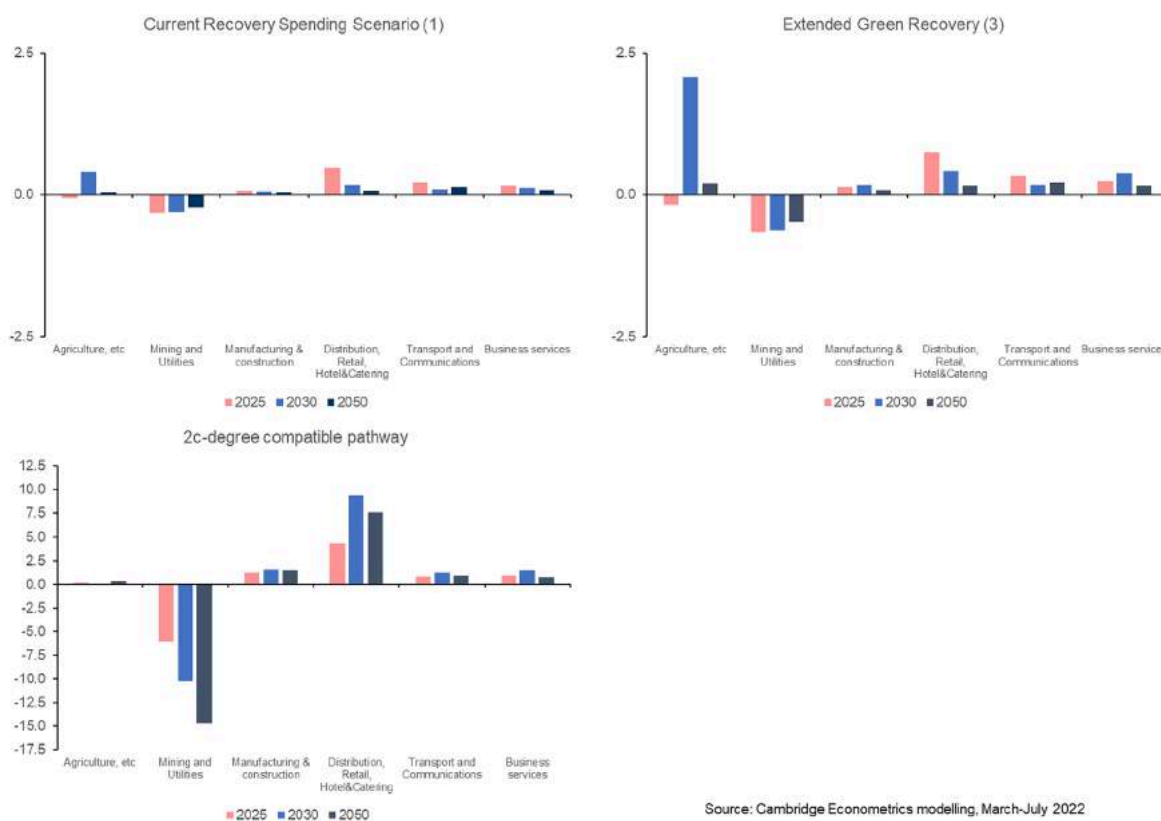 Current Recovery Spending Scenario (1)
2.5
0.0
-2.5
Agriculture, etc
Mining and
Utilities
Manufacturing &
construction
Distribution,
Retail,
Hotel&Catering
Transport and
Communications
Business services
2025 2030 2050
Extended Green Recovery (3)
2.5
0.0
-2.5
Agriculture, etc
Mining and
Utilities
Manufacturing &
construction
Distribution,
Retail,
Hotel&Catering
Transport and
Communications
Business service
2025 2030 2050
2c-degree compatible pathway
12.5
10.0
7.5
5.0
2.5
0.0
-2.5
-5.0
-7.5
-10.0
-12.5
-15.0
-17.5
Agriculture, etc
Mining and
Utilities
Manufacturing &
construction
Distribution,
Retail,
Hotel&Catering
Transport and
Communications
Business
services
2025 2030 2050
Source: Cambridge Econometrics modelling, March-July 2022